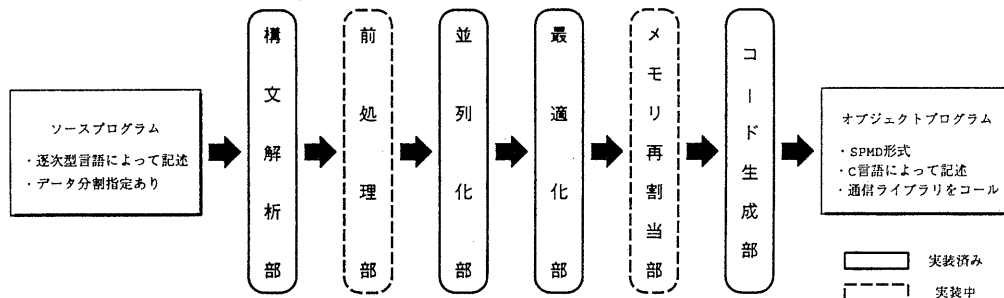 ソースプログラム
・逐次型言語によって記述
・データ分割指定あり
構文解析部
前処理部
並列化部
最適化部
メモリ再割当部
コード生成部
オブジェクトプログラム
・SPMD形式
・C言語によって記述
・通信ライブラリをコール
実装済み
実装中